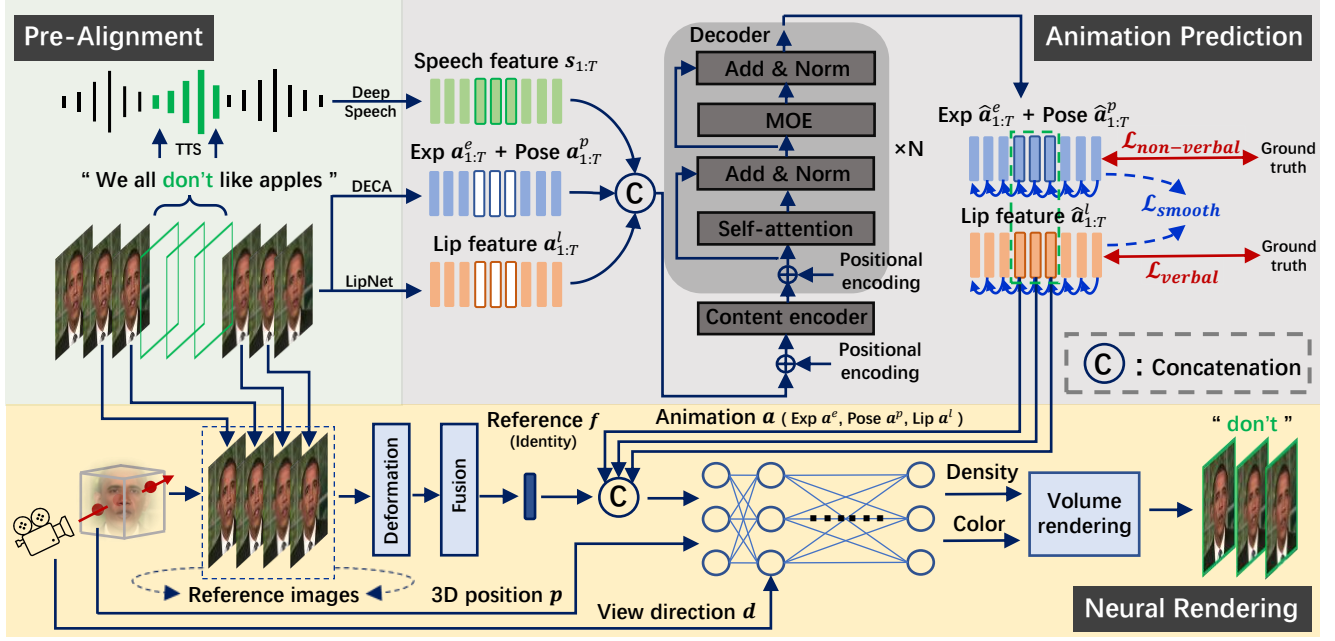 Pre-Alignment
Deep
Speech
TTS
“ We all don’t like apples ”
DECA
LipNet
Animation Prediction
Speech feature s1:T
Exp a^e_1:T + Pose a^p_1:T
Lip feature a^l_1:T
C
Decoder
Add & Norm
MOE
Add & Norm
Self-attention
×N
Positional
encoding
Content encoder
Positional
encoding
Exp â^e_1:T + Pose â^p_1:T
ℒnon−verbal
Ground
truth
ℒsmooth
Lip feature â^l_1:T
ℒverbal
Ground
truth
C : Concatenation
Reference images
Deformation
Fusion
Reference f
(Identity)
Animation a ( Exp a^e, Pose a^p, Lip a^l )
C
3D position p
View direction d
Density
Color
Volume
rendering
“ don’t ”
Neural Rendering